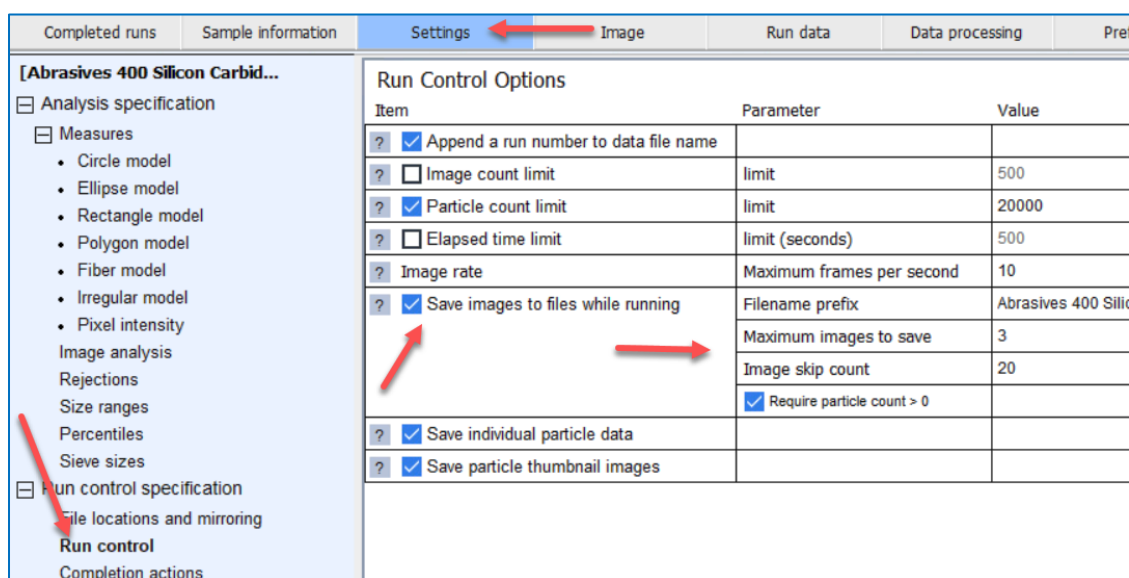 Completed runs Sample information Settings Image Run data Data processing
[Abrasives 400 Silicon Carbid...
Analysis specification
Measures
• Circle model
• Ellipse model
• Rectangle model
• Polygon model
• Fiber model
• Irregular model
• Pixel intensity
Image analysis
Rejections
Size ranges
Percentiles
Sieve sizes
Run control specification
File locations and mirroring
Run control
Completion actions
Run Control Options
Item Parameter Value
? Append a run number to data file name
? Image count limit limit 500
? Particle count limit limit 20000
? Elapsed time limit limit (seconds) 500
? Image rate Maximum frames per second 10
? Save images to files while running Filename prefix Abrasives 400
Maximum images to save 3
Image skip count 20
Require particle count > 0
? Save individual particle data
? Save particle thumbnail images